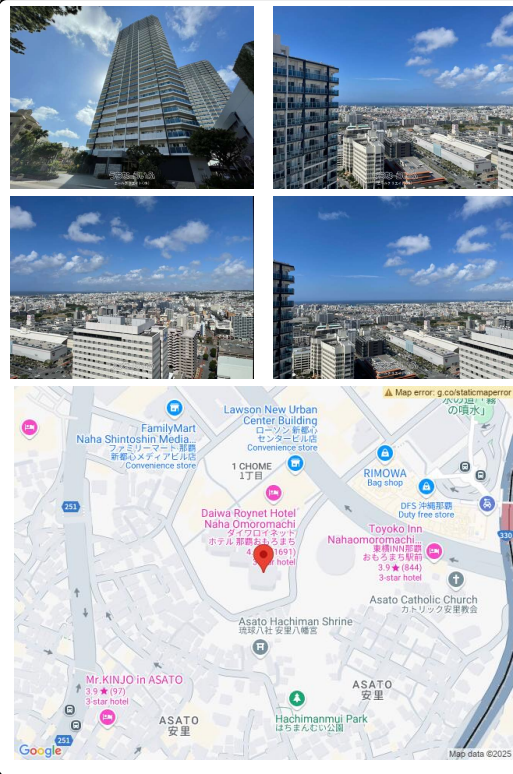 Map error: g.co/staticmaperror
の噴水」
FamilyMart
Naha Shintoshin Media...
ファミリーマート 那覇
新都心メディアビル店
Convenience store
Lawson New Urban
Center Building
ローソン 新都心
センタービル店
Convenience store
1 CHOME
1丁目
RIMOWA
Bag shop
DFS 沖縄那覇
Duty free store
251
330
Daiwa Roynet Hotel
Naha Omoromachi
ダイワロイネット
ホテル 那覇おもろまち
(1691)
3-star hotel
Toyoko Inn
Nahaomoromachi...
東横INN那覇
おもろまち駅前
3.9 ★ (844)
3-star hotel
Asato Catholic Church
カトリック安里教会
Asato Hachiman Shrine
琉球八社 安里八幡宮
Mr.KINJO in ASATO
3.9 ★ (97)
3-star hotel
ASATO
安里
ASATO
安里
Hachimanmui Park
はちまんむい公園
251
Google
Map data ©2025